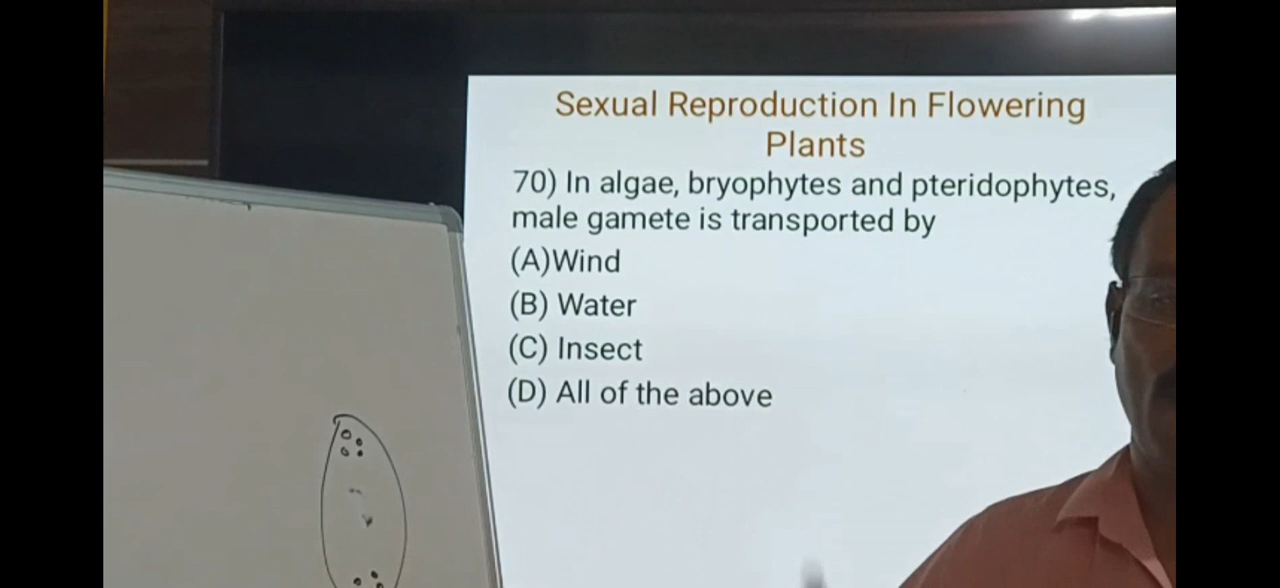 Sexual Reproduction In Flowering
Plants
70) In algae, bryophytes and pteridophytes,
male gamete is transported by
(A)Wind
(B) Water
(C) Insect
(D) All of the above